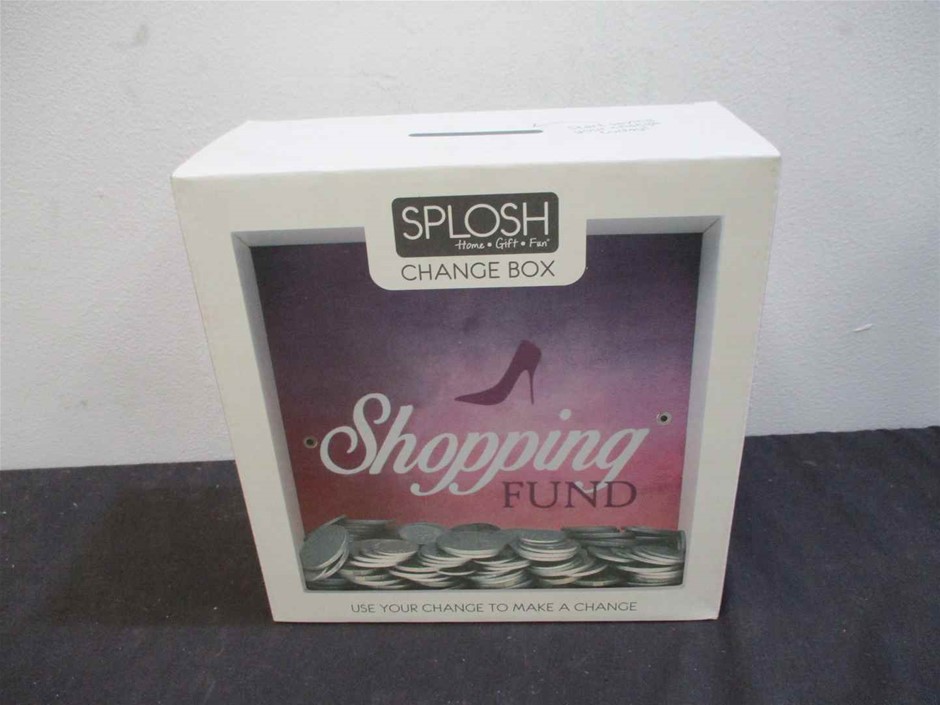 SPLOSH
Home • Gift • Fun
CHANGE BOX
Shopping
FUND
USE YOUR CHANGE TO MAKE A CHANGE